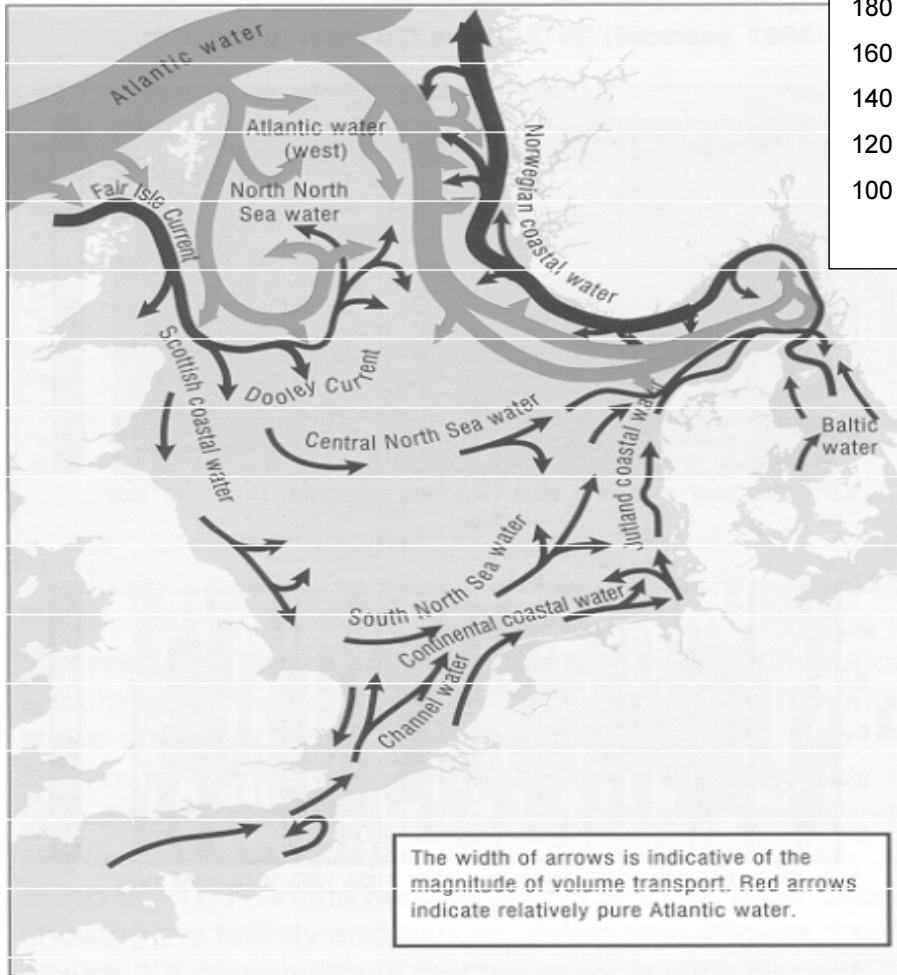 180
160
140
120
100
Atlantic water
Atlantic water
(west)
North North
Sea water
Fair Isle Current
Norwegian coastal water
Scottish coastal water
Dooley Current
Central North Sea water
Baltic
water
Jutland coastal water
South North Sea water
Continental coastal water
Channel water
The width of arrows is indicative of the
magnitude of volume transport. Red arrows
indicate relatively pure Atlantic water.